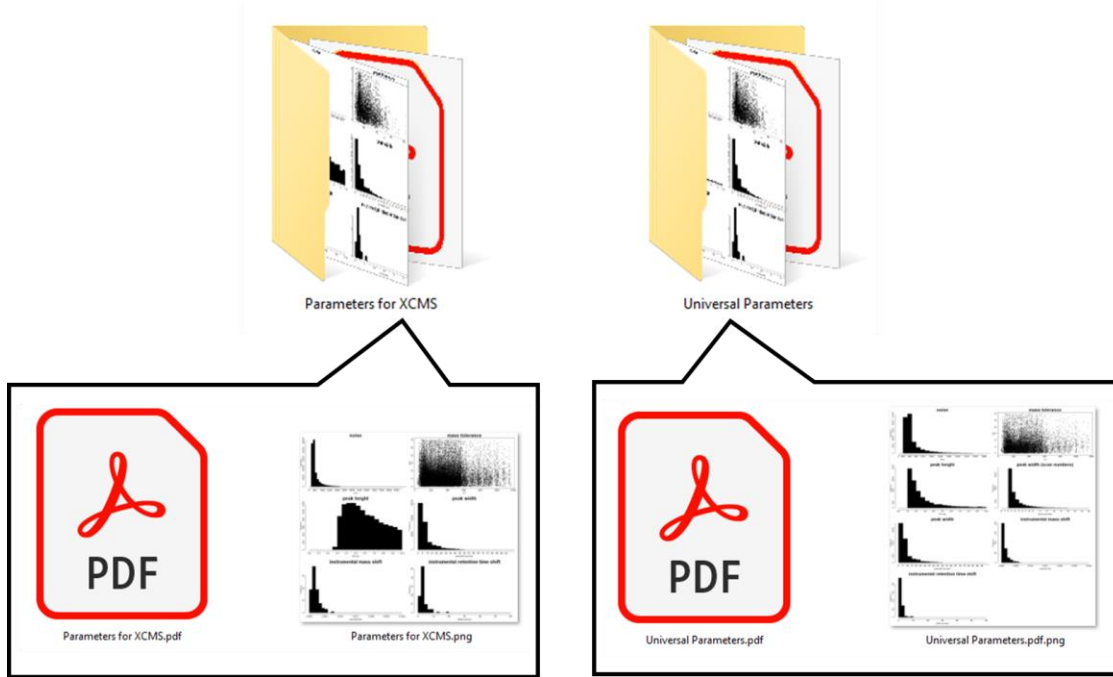 Parameters for XCMS
Universal Parameters
PDF
Parameters for XCMS.pdf
noise
mass tolerance
peak height
peak width
instrumental mass shift
instrumental retention time shift
Parameters for XCMS.png
PDF
Universal Parameters.pdf
noise
mass tolerance
peak height
peak width (scan numbers)
peak width
instrumental mass shift
instrumental retention time shift
Universal Parameters.pdf.png